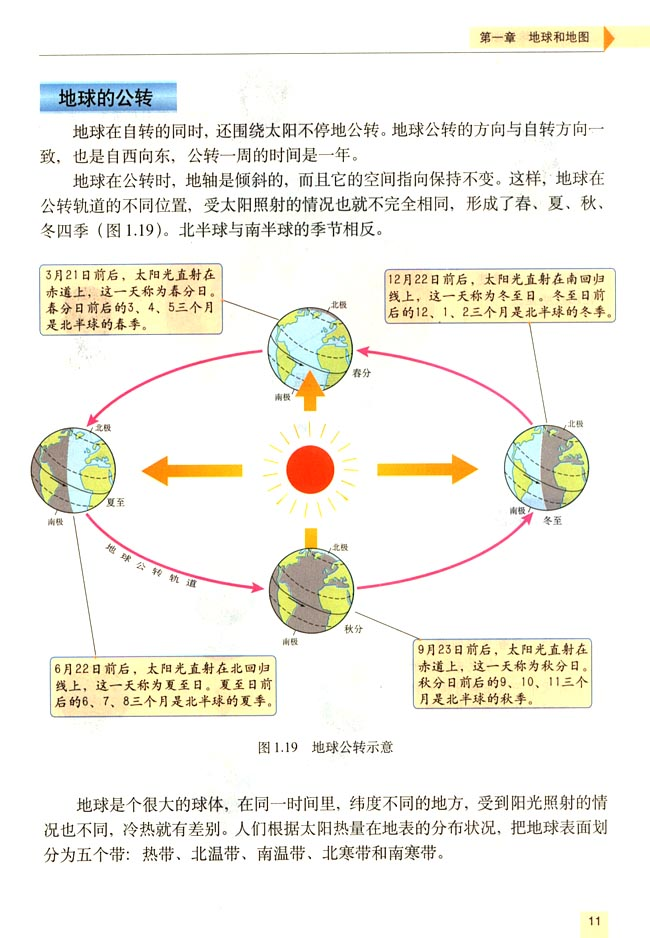 第一章 地球和地图
地球的公转
地球在自转的同时，还围绕太阳不停地公转。地球公转的方向与自转方向一
致，也是自西向东，公转一周的时间是一年。
地球在公转时，地轴是倾斜的，而且它的空间指向保持不变。这样，地球在
公转轨道的不同位置，受太阳照射的情况也就不完全相同，形成了春、夏、秋、
冬四季（图1.19）。北半球与南半球的季节相反。
3月21日前后，太阳光直射在
赤道上，这一天称为春分日。
春分日前后的3、4、5三个月
是北半球的春季。
12月22日前后，太阳光直射在南回归
线上，这一天称为冬至日。冬至日前
后的12、1、2三个月是北半球的冬季。
北极
春分
南极
北极
夏至
南极
北极
南极
冬至
地球公转轨道
北极
秋分
南极
6月22日前后，太阳光直射在北回归
线上，这一天称为夏至日。夏至日前
后的6、7、8三个月是北半球的夏季。
9月23日前后，太阳光直射在
赤道上，这一天称为秋分日。
秋分日前后的9、10、11三个
月是北半球的秋季。
图1.19 地球公转示意
地球是个很大的球体，在同一时间里，纬度不同的地方，受到阳光照射的情
况也不同，冷热就有差别。人们根据太阳热量在地表的分布状况，把地球表面划
分为五个带：热带、北温带、南温带、北寒带和南寒带。
11